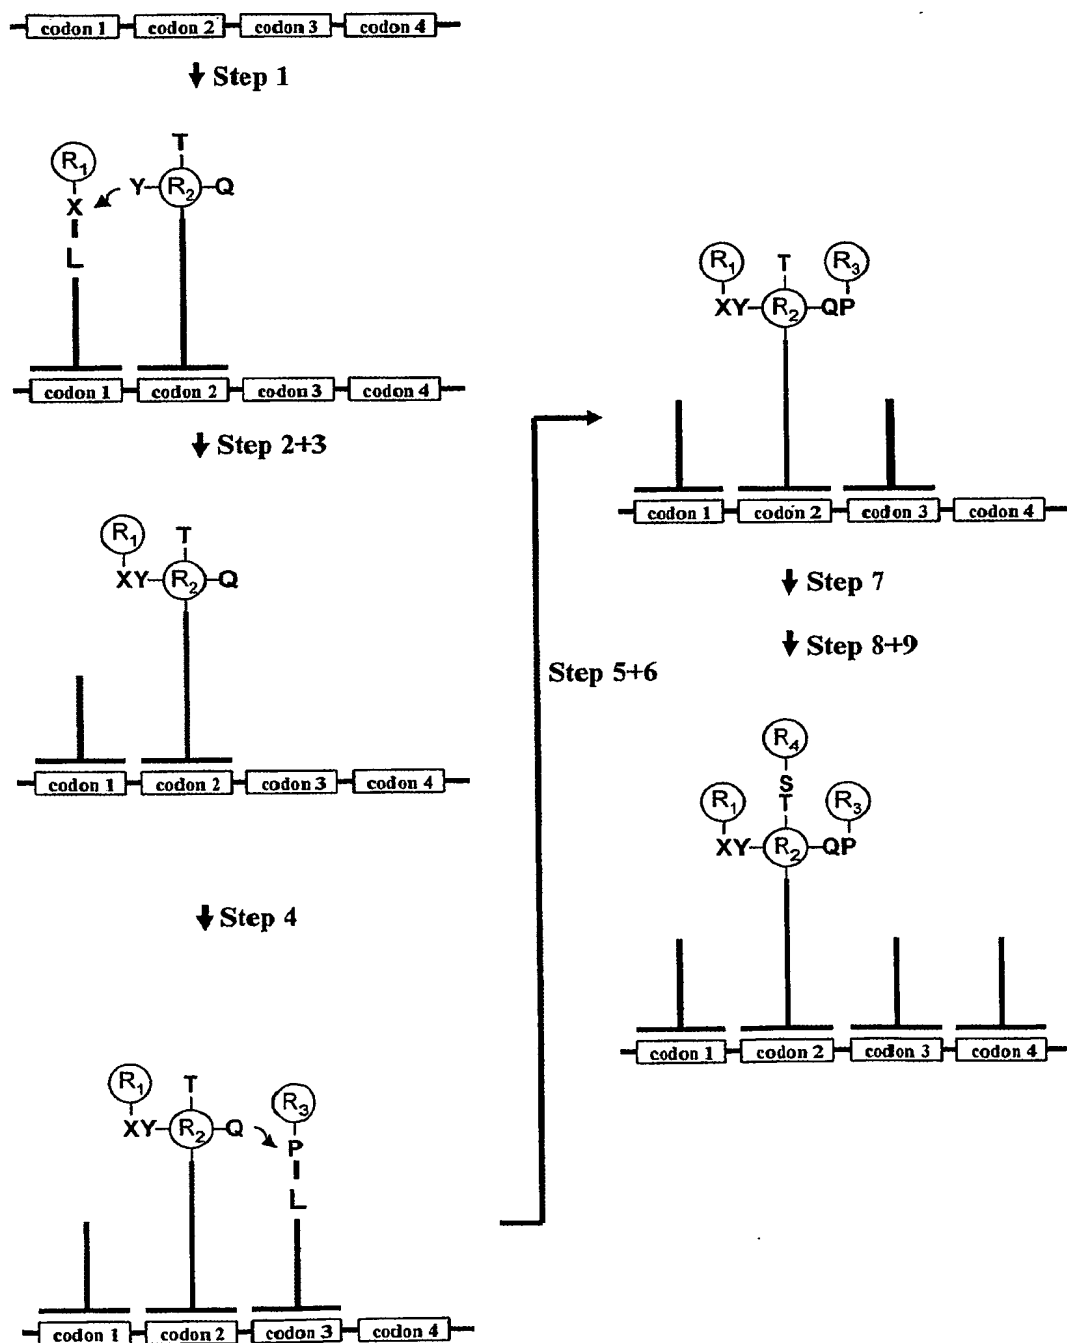 codon 1 codon 2 codon 3 codon 4
Step 1
T
R1 Y R2 Q
X
L
codon 1 codon 2 codon 3 codon 4
Step 2+3
R1 T
XY R2 Q
codon 1 codon 2 codon 3 codon 4
Step 4
R1 T R3
XY R2 Q P
L
codon 1 codon 2 codon 3 codon 4
Step 5+6
R1 T R3
XY R2 QP
codon 1 codon 2 codon 3 codon 4
Step 7
Step 8+9
R4
S
R1 T R3
XY R2 QP
codon 1 codon 2 codon 3 codon 4